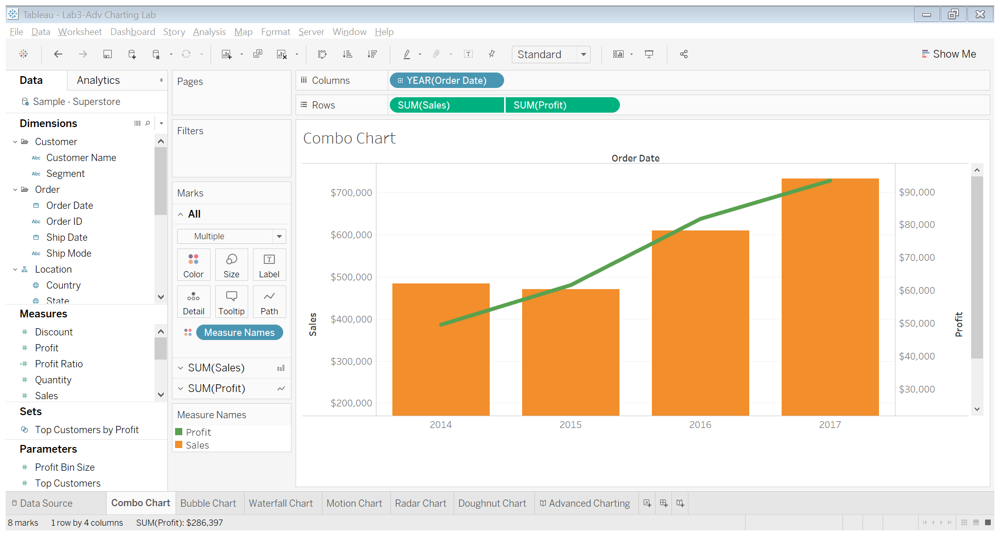 Tableau - Lab3-Adv Charting Lab
File Data Worksheet Dashboard Story Analysis Map Format Server Window Help
Standard
Show Me
Data Analytics
Sample - Superstore
Dimensions
Customer
Abc Customer Name
Abc Segment
Order
Order Date
Abc Order ID
Ship Date
Abc Ship Mode
Location
Country
State
Measures
Discount
Profit
Profit Ratio
Quantity
Sales
Sets
Top Customers by Profit
Parameters
Profit Bin Size
Top Customers
Pages
Filters
Marks
All
Multiple
Color Size Label
Detail Tooltip Path
Measure Names
SUM(Sales)
SUM(Profit)
Measure Names
Profit
Sales
Columns YEAR(Order Date)
Rows SUM(Sales) SUM(Profit)
Combo Chart
Order Date
Sales
$700,000
$600,000
$500,000
$400,000
$300,000
$200,000
$90,000
$80,000
$70,000
$60,000
$50,000
$40,000
$30,000
Profit
2014 2015 2016 2017
Data Source Combo Chart Bubble Chart Waterfall Chart Motion Chart Radar Chart Doughnut Chart Advanced Charting
8 marks 1 row by 4 columns SUM(Profit): $286,397